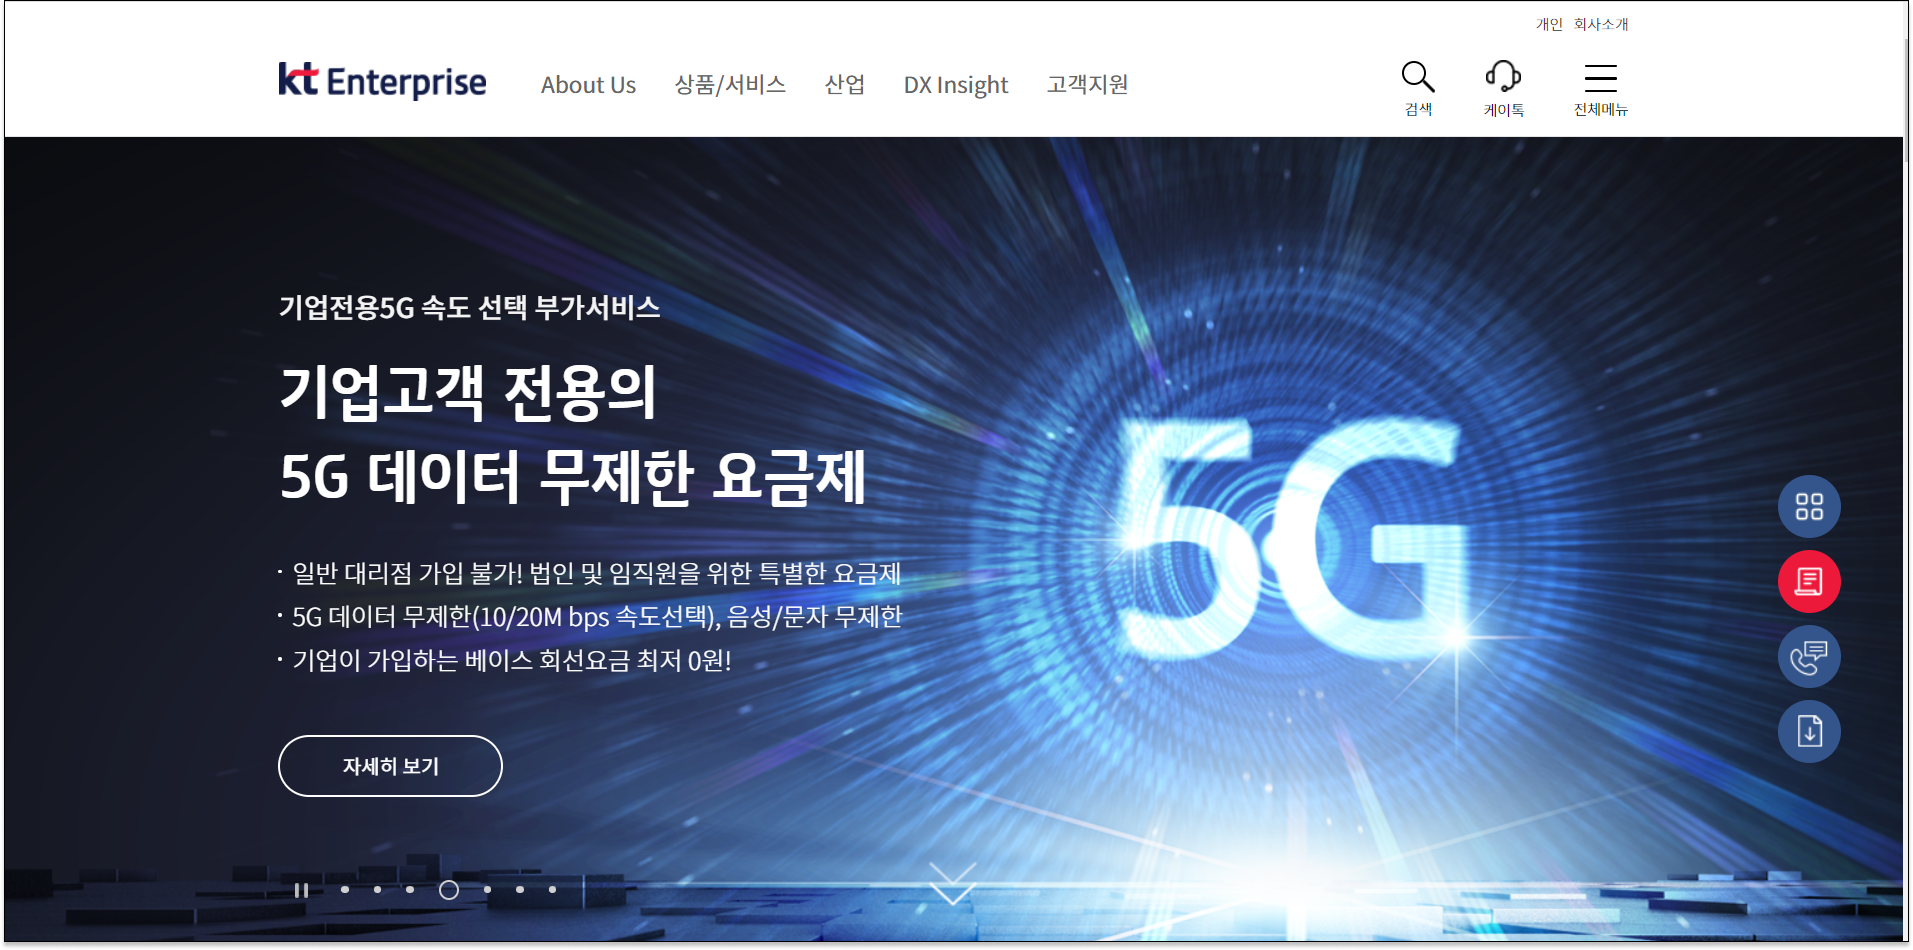 개인 회사소개
kt Enterprise
About Us 상품/서비스 산업 DX Insight 고객지원
검색 케이톡 전체메뉴
기업전용5G 속도 선택 부가서비스
기업고객 전용의
5G 데이터 무제한 요금제
· 일반 대리점 가입 불가! 법인 및 임직원을 위한 특별한 요금제
· 5G 데이터 무제한(10/20M bps 속도선택), 음성/문자 무제한
· 기업이 가입하는 베이스 회선요금 최저 0원!
5G
자세히 보기